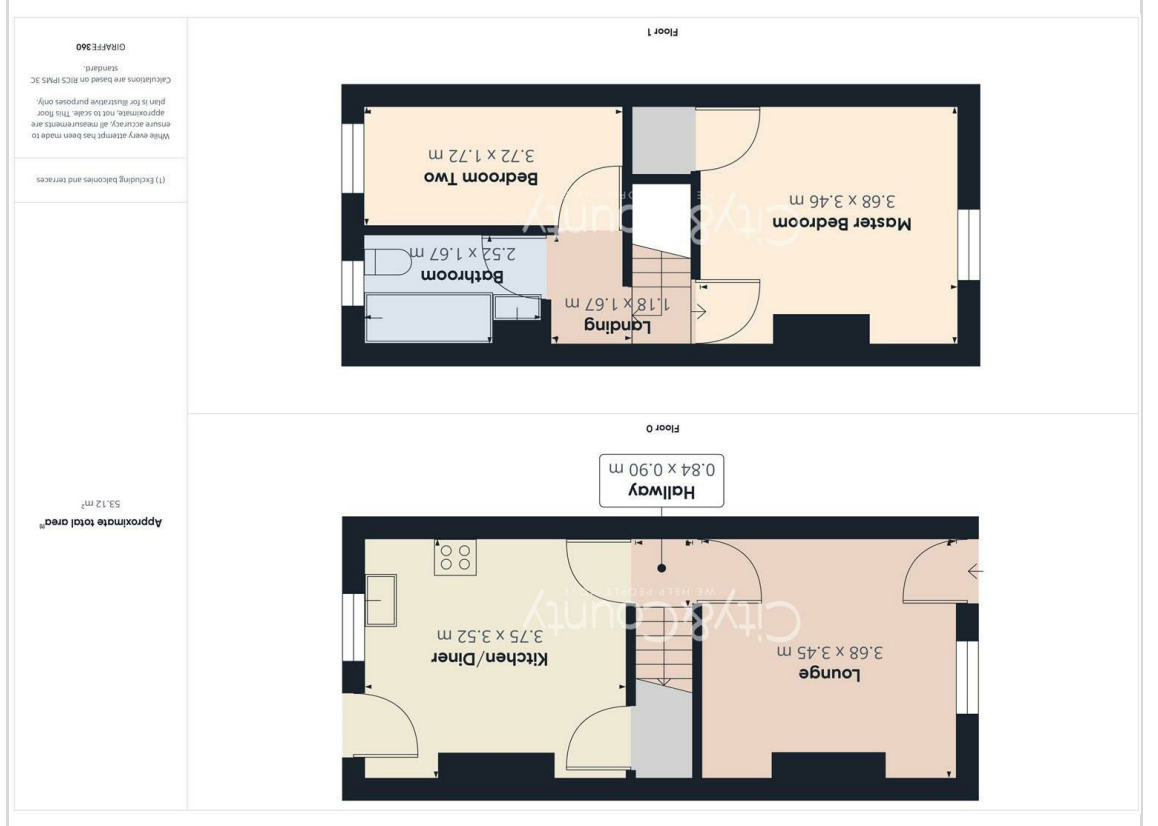 Lounge
3.68 x 3.45 m
Kitchen/Diner
3.75 x 3.52 m
City&County
WE HELP PEOPLE
Hallway
0.84 x 0.90 m
Floor 0
Landing
1.18 x 1.67 m
Bathroom
2.52 x 1.67 m
Master Bedroom
3.68 x 3.46 m
City&County
Bedroom Two
3.72 x 1.72 m
Floor 1
Approximate total area⁽¹⁾
53.12 m²
(1) Excluding balconies and terraces
While every attempt has been made to
ensure accuracy, all measurements are
approximate, not to scale. This floor
plan is for illustrative purposes only.
Calculations are based on RICS IPMS 3C
standard.
GIRAFFE360